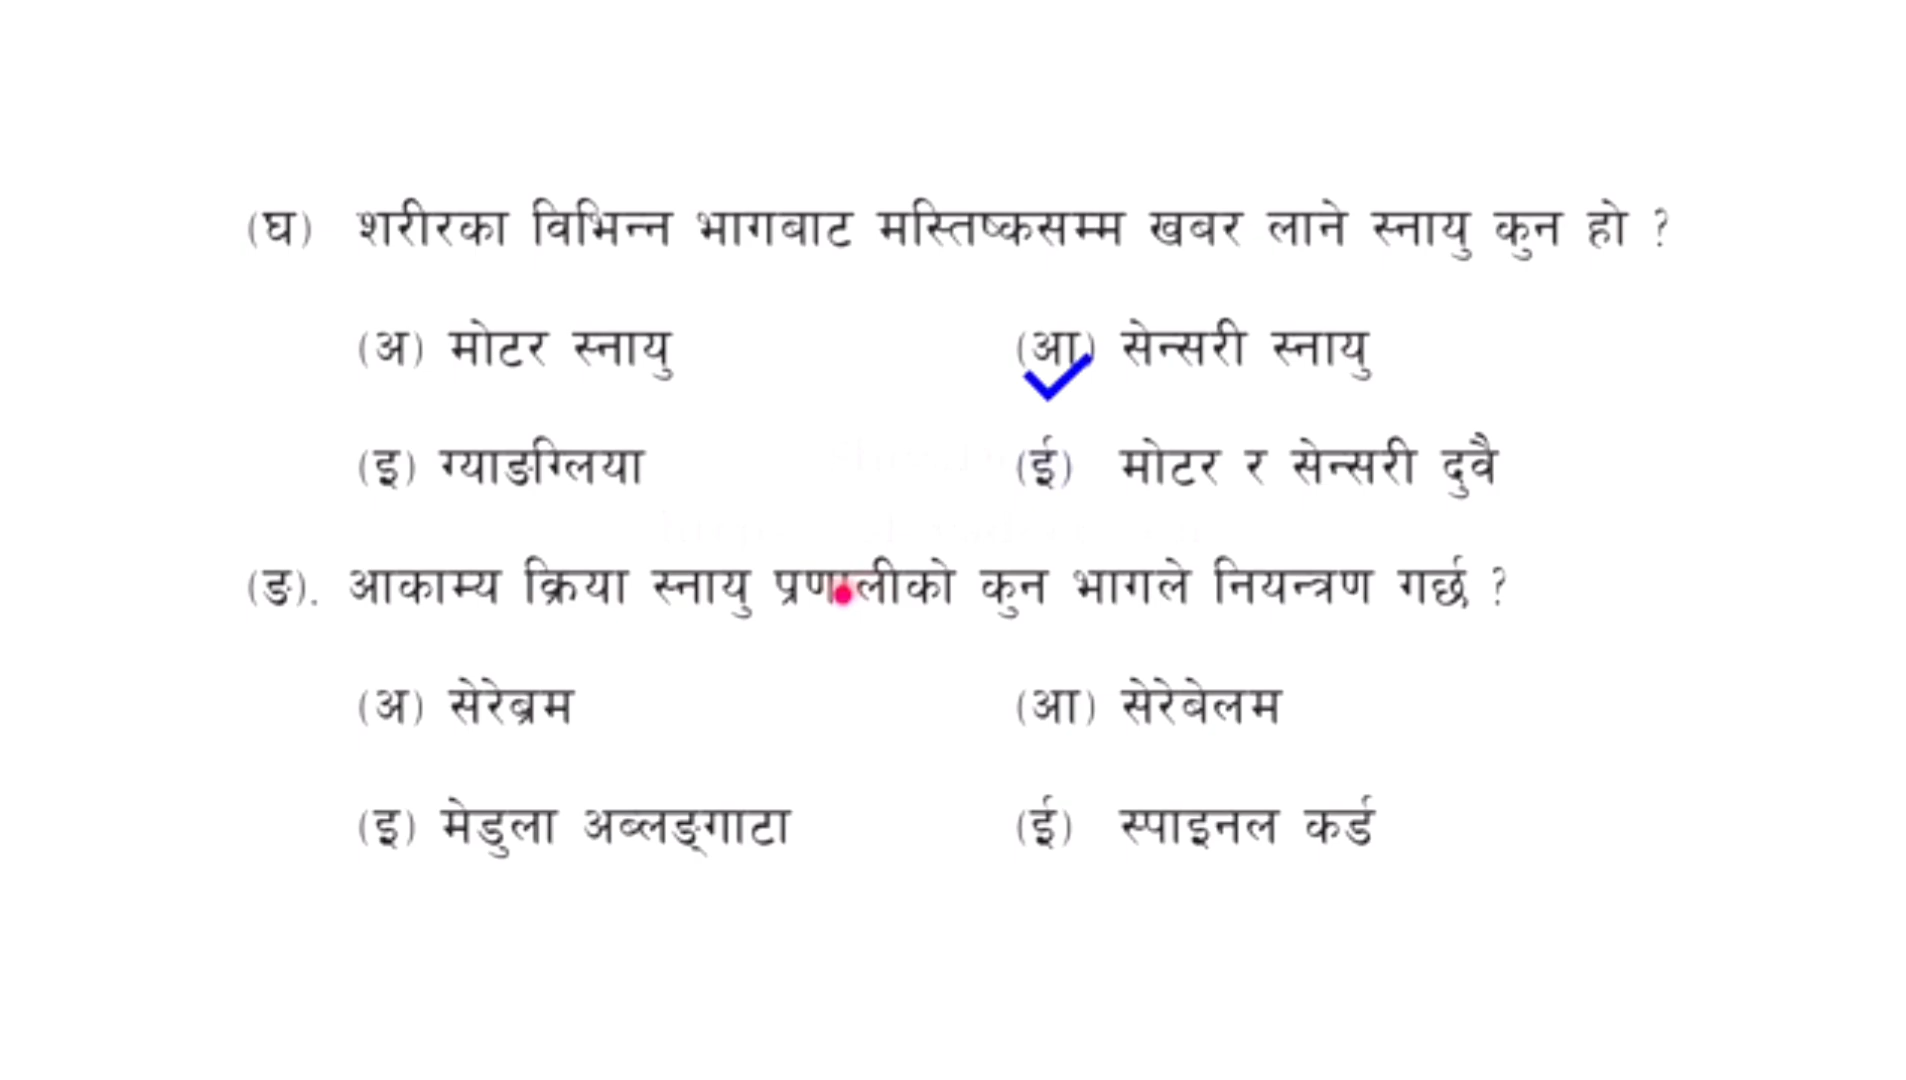 (घ) शरीरका विभिन्न भागबाट मस्तिष्कसम्म खबर लाने स्नायु कुन हो ?
(अ) मोटर स्नायु (आ) सेन्सरी स्नायु
(इ) ग्याङग्लिया (ई) मोटर र सेन्सरी दुवै
(ङ). आकाम्य क्रिया स्नायु प्रणालीको कुन भागले नियन्त्रण गर्छ ?
(अ) सेरेब्रम (आ) सेरेबेलम
(इ) मेडुला अब्लङ्गाटा (ई) स्पाइनल कर्ड